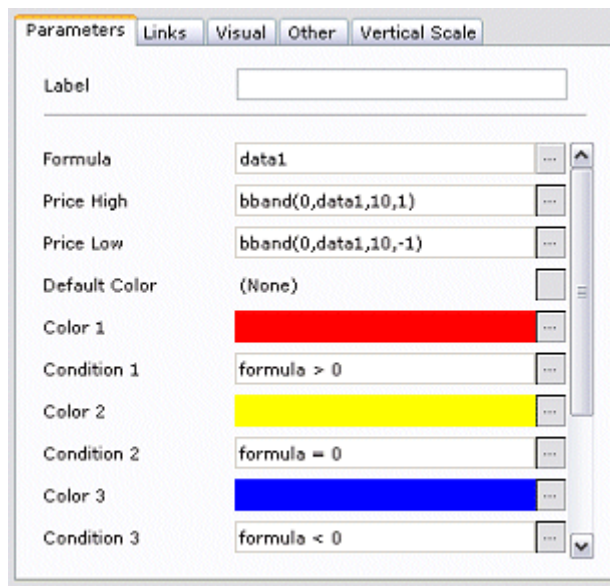 Parameters Links Visual Other Vertical Scale
Label
Formula data1 ...
Price High bband(0,data1,10,1) ...
Price Low bband(0,data1,10,-1) ...
Default Color (None)
Color 1 ...
Condition 1 formula > 0 ...
Color 2 ...
Condition 2 formula = 0 ...
Color 3 ...
Condition 3 formula < 0 ...